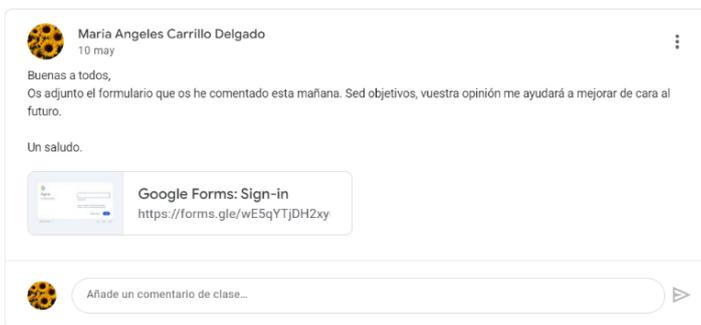 Maria Angeles Carrillo Delgado
10 may
Buenas a todos,
Os adjunto el formulario que os he comentado esta mañana. Sed objetivos, vuestra opinión me ayudará a mejorar de cara al
futuro.
Un saludo.
Google Forms: Sign-in
https://forms.gle/wE5qYTjDH2xy
Añade un comentario de clase...